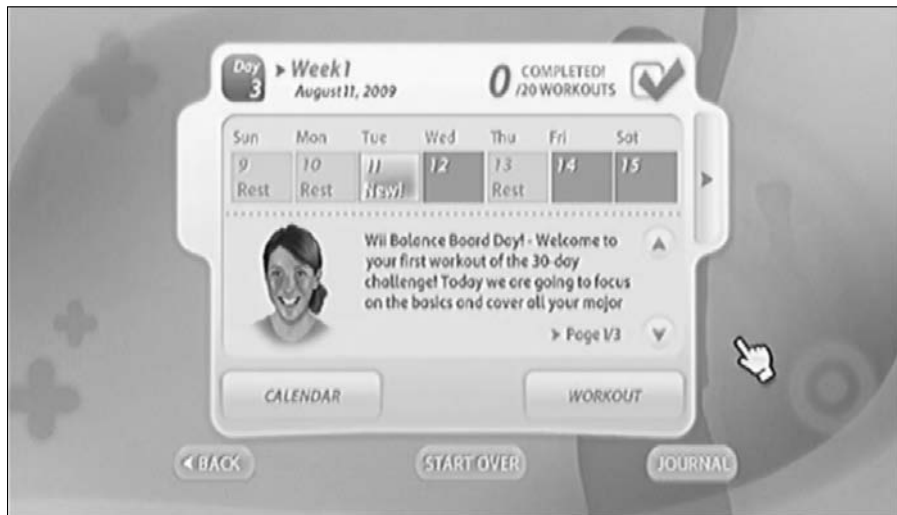 Day
3
Week 1
August 11, 2009
0 COMPLETED!
/20 WORKOUTS
Sun Mon Tue Wed Thu Fri Sat
9 10 11 12 13 14 15
Rest Rest New! Rest
Wii Balance Board Day! - Welcome to
your first workout of the 30-day
challenge! Today we are going to focus
on the basics and cover all your major
Page 1/3
CALENDAR WORKOUT
BACK START OVER JOURNAL